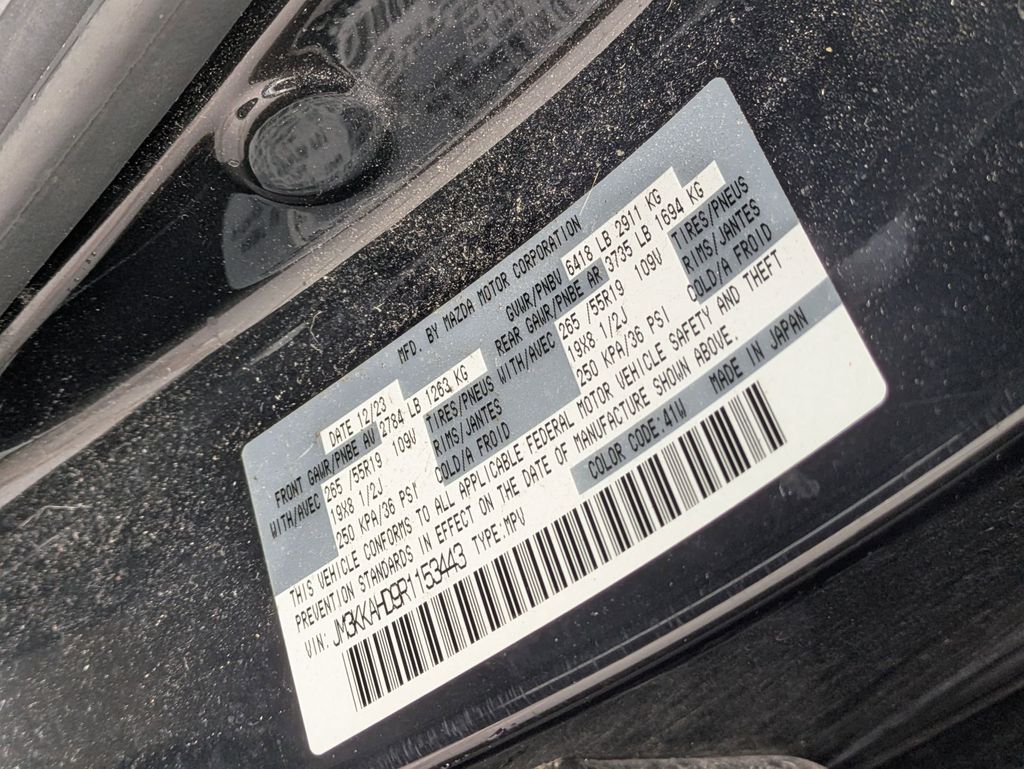 MFD. BY MAZDA MOTOR CORPORATION
DATE 12/23 GVWR/PNBV 6418 LB 2911 KG
FRONT GAWR/PNBE AV 2784 LB 1263 KG REAR GAWR/PNBE AR 3735 LB 1694 KG
WITH/AVEC 265 /55R19 109V TIRES/PNEUS WITH/AVEC 265 /55R19 109V TIRES/PNEUS
19X8 1/2J RIMS/JANTES 19X8 1/2J RIMS/JANTES
250 KPA/36 PSI COLD/A FROID 250 KPA/36 PSI COLD/A FROID
THIS VEHICLE CONFORMS TO ALL APPLICABLE FEDERAL MOTOR VEHICLE SAFETY AND THEFT
PREVENTION STANDARDS IN EFFECT ON THE DATE OF MANUFACTURE SHOWN ABOVE.
VIN: JM3KKAHD9R1153443 TYPE:MPV COLOR CODE:41W MADE IN JAPAN